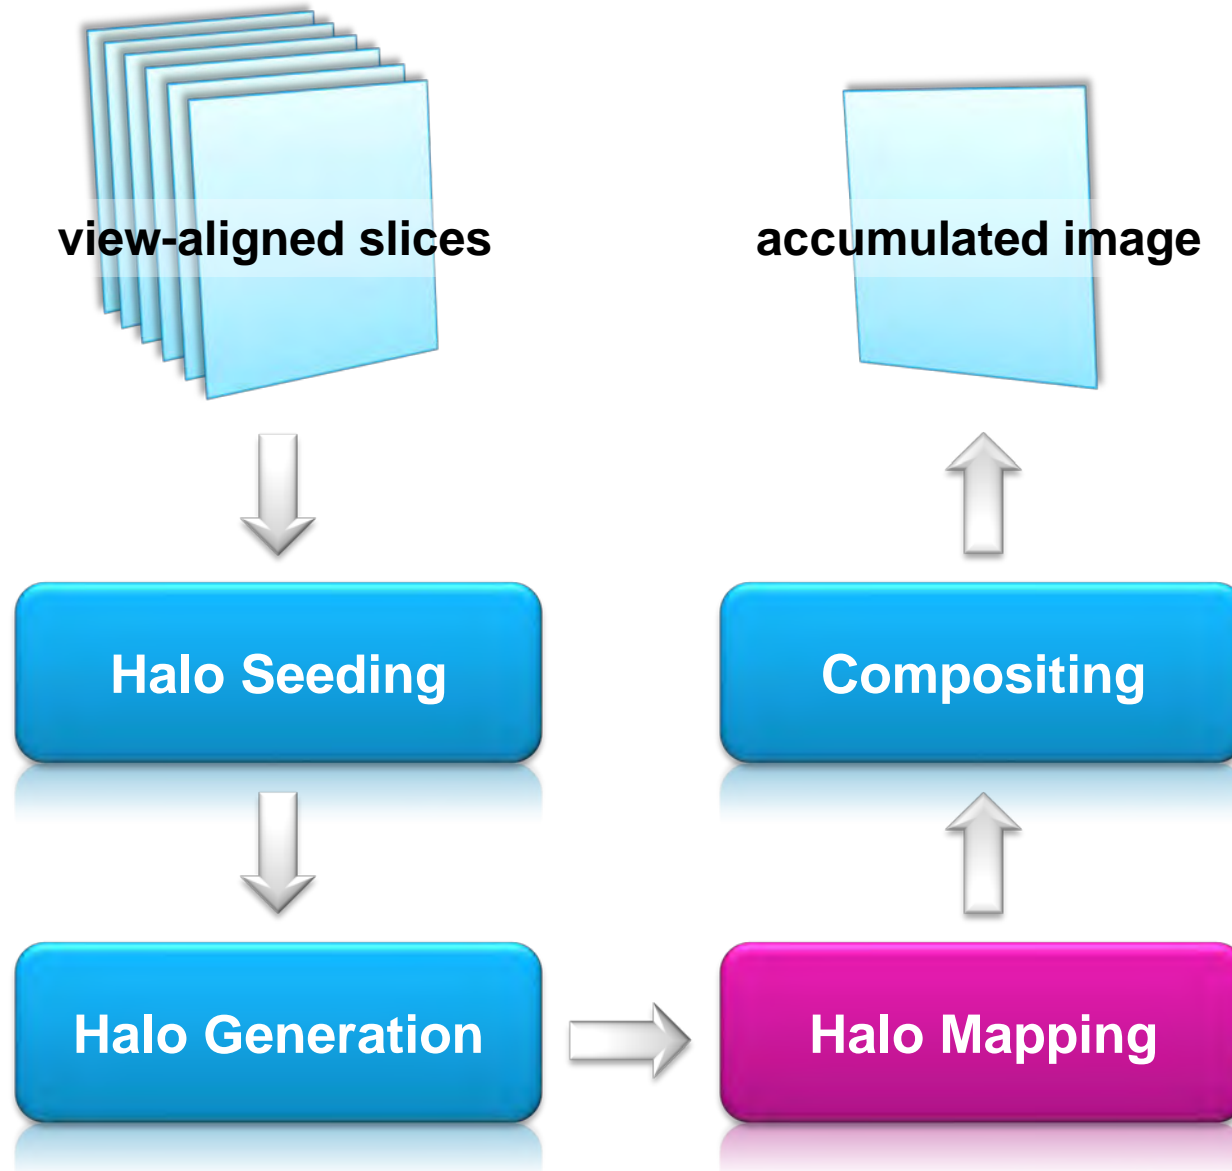 view-aligned slices
accumulated image
Halo Seeding
Compositing
Halo Generation
Halo Mapping